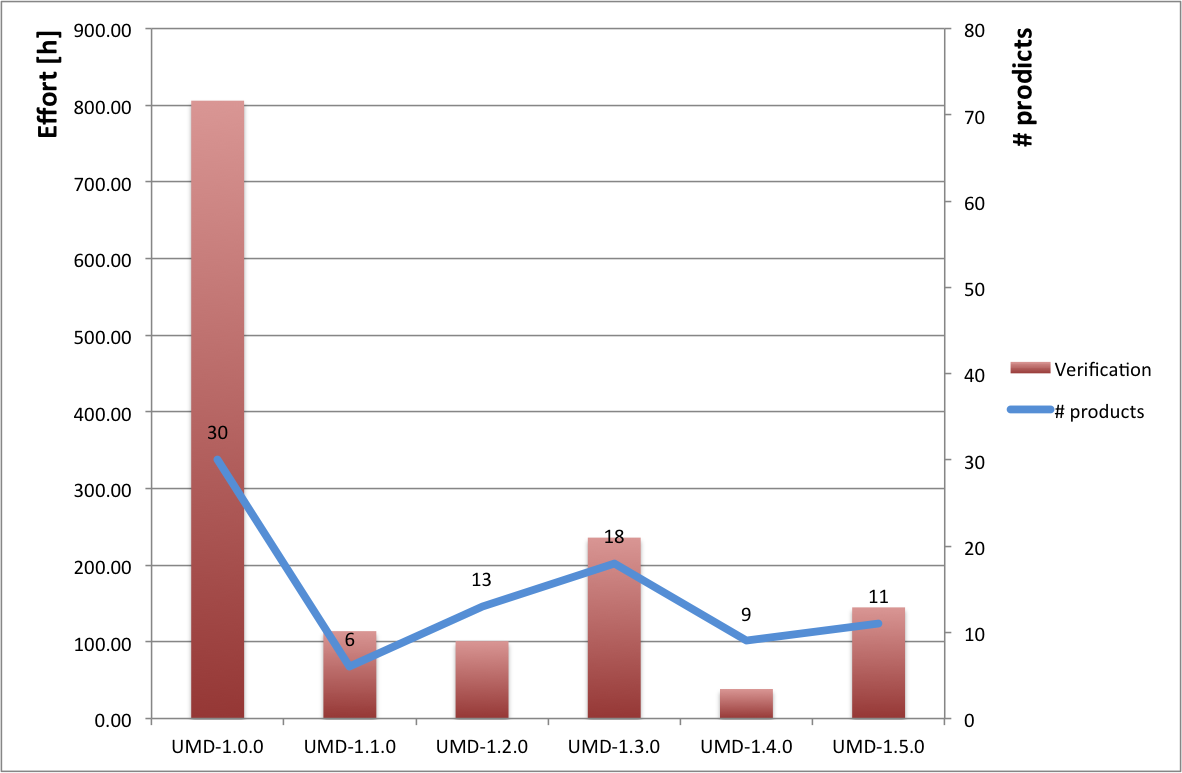 Effort [h]
900.00
800.00
700.00
600.00
500.00
400.00
300.00
200.00
100.00
0.00
30
6
13
18
9
11
UMD-1.0.0
UMD-1.1.0
UMD-1.2.0
UMD-1.3.0
UMD-1.4.0
UMD-1.5.0
80
70
60
50
40
30
20
10
0
# prodicts
Verification
# products